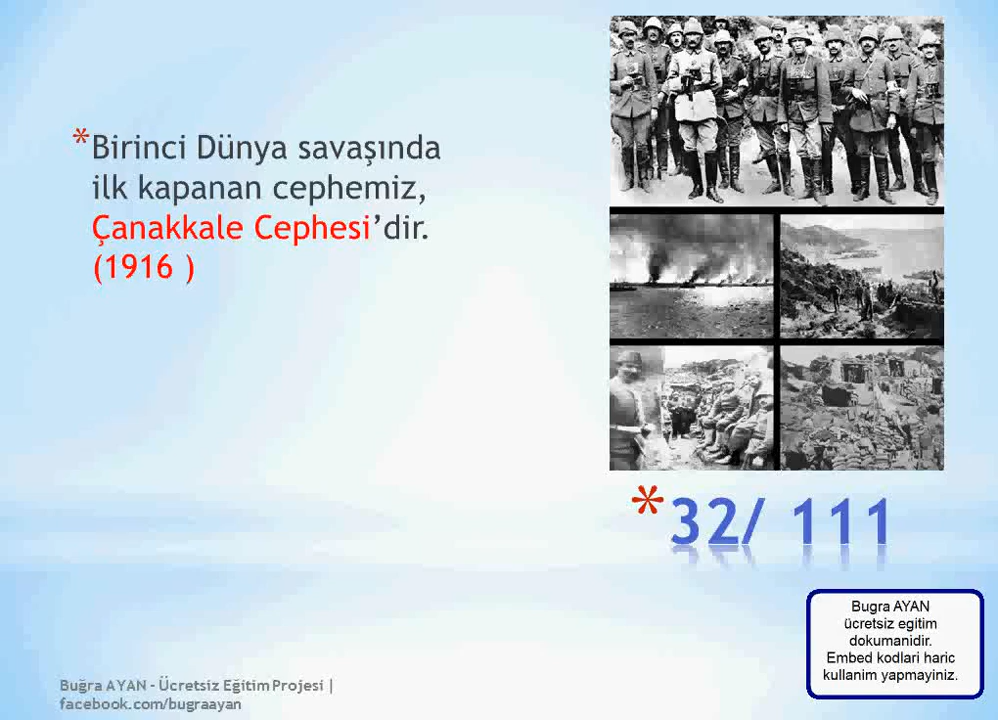 *Birinci Dünya savaşında
ilk kapanan cephemiz,
Çanakkale Cephesi’dir.
(1916 )
*32/ 111
Bugra AYAN
ücretsiz egitim
dokumanidir.
Embed kodlari haric
kullanim yapmayiniz.
Buğra AYAN - Ücretsiz Eğitim Projesi |
facebook.com/bugraayan